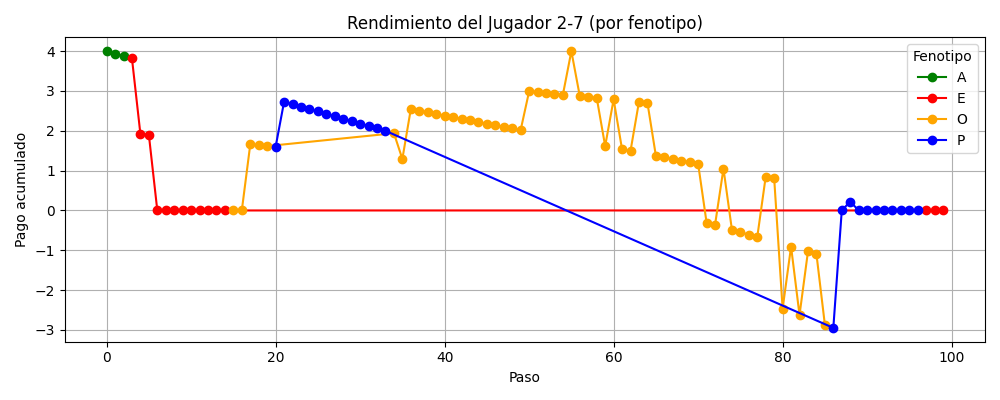 Rendimiento del Jugador 2-7 (por fenotipo)
Pago acumulado
4
3
2
1
0
−1
−2
−3
Fenotipo
A
E
O
P
0
20
40
60
80
100
Paso